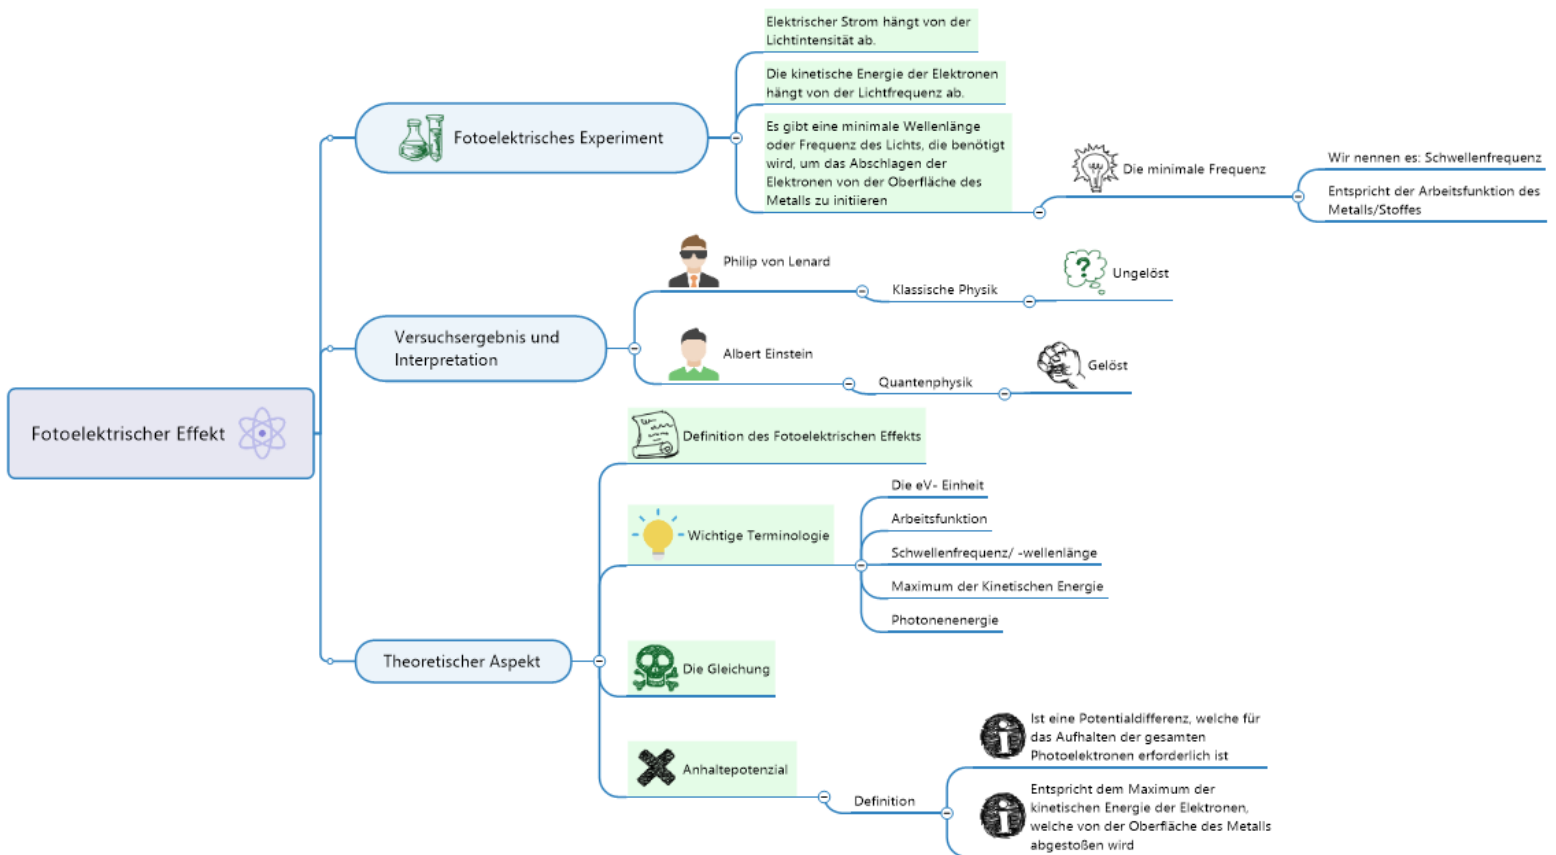 Fotoelektrischer Effekt
Fotoelektrisches Experiment
Elektrischer Strom hängt von der
Lichtintensität ab.
Die kinetische Energie der Elektronen
hängt von der Lichtfrequenz ab.
Es gibt eine minimale Wellenlänge
oder Frequenz des Lichts, die benötigt
wird, um das Abschlagen der
Elektronen von der Oberfläche des
Metalls zu initiieren
Die minimale Frequenz
Wir nennen es: Schwellenfrequenz
Entspricht der Arbeitsfunktion des
Metalls/Stoffes
Versuchsergebnis und
Interpretation
Philip von Lenard
Klassische Physik
Ungelöst
Albert Einstein
Quantenphysik
Gelöst
Theoretischer Aspekt
Definition des Fotoelektrischen Effekts
Wichtige Terminologie
Die eV- Einheit
Arbeitsfunktion
Schwellenfrequenz/ -wellenlänge
Maximum der Kinetischen Energie
Photonenenergie
Die Gleichung
Anhaltepotenzial
Definition
Ist eine Potentialdifferenz, welche für
das Aufhalten der gesamten
Photoelektronen erforderlich ist
Entspricht dem Maximum der
kinetischen Energie der Elektronen,
welche von der Oberfläche des Metalls
abgestoßen wird